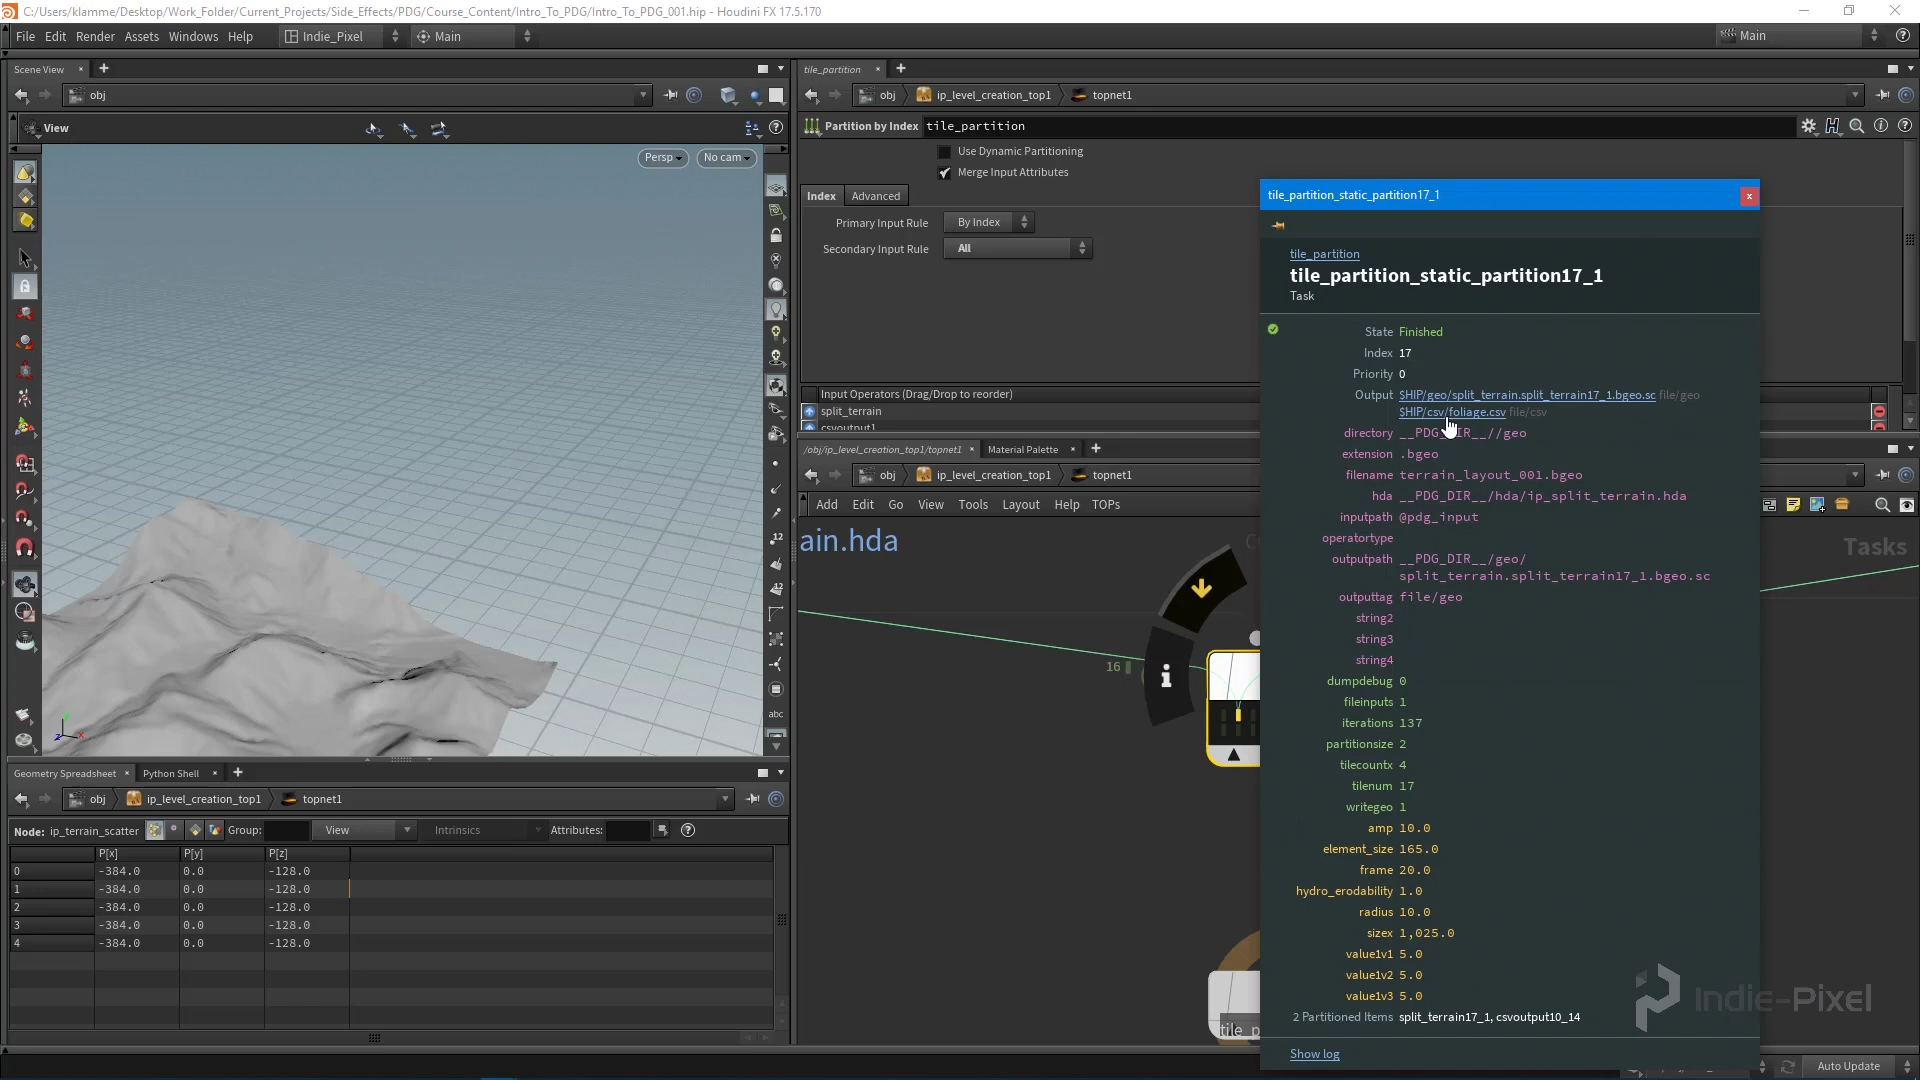 C:/Users/klamme/Desktop/Work_Folder/Current_Projects/Side_Effects/PDG/Course_Content/Intro_To_PDG/Intro_To_PDG_001.hip - Houdini FX 17.5.170
File Edit Render Assets Windows Help Indie_Pixel Main Main
Scene View
obj
View
Persp No cam
tile_partition
obj ip_level_creation_top1 topnet1
Partition by Index tile_partition
Use Dynamic Partitioning
Merge Input Attributes
Index Advanced
Primary Input Rule By Index
Secondary Input Rule All
Input Operators (Drag/Drop to reorder)
split_terrain
csvoutput1
/obj/ip_level_creation_top1/topnet1 Material Palette
obj ip_level_creation_top1 topnet1
Add Edit Go View Tools Layout Help TOPs
ain.hda
Tasks
16
tile_p
tile_partition_static_partition17_1
tile_partition
tile_partition_static_partition17_1
Task
State Finished
Index 17
Priority 0
Output $HIP/geo/split_terrain.split_terrain17_1.bgeo.sc file/geo
$HIP/csv/foliage.csv file/csv
directory __PDG_DIR__//geo
extension .bgeo
filename terrain_layout_001.bgeo
hda __PDG_DIR__/hda/ip_split_terrain.hda
inputpath @pdg_input
operatortype
outputpath __PDG_DIR__/geo/
split_terrain.split_terrain17_1.bgeo.sc
outputtag file/geo
string2
string3
string4
dumpdebug 0
fileinputs 1
iterations 137
partitionsize 2
tilecountx 4
tilenum 17
writegeo 1
amp 10.0
element_size 165.0
frame 20.0
hydro_erodability 1.0
radius 10.0
sizex 1,025.0
value1v1 5.0
value1v2 5.0
value1v3 5.0
2 Partitioned Items split_terrain17_1, csvoutput10_14
Show log
Indie-Pixel
Auto Update
12
12
abc
Geometry Spreadsheet Python Shell
obj ip_level_creation_top1 topnet1
Node: ip_terrain_scatter Group: View Intrinsics Attributes:
P[x] P[y] P[z]
0 -384.0 0.0 -128.0
1 -384.0 0.0 -128.0
2 -384.0 0.0 -128.0
3 -384.0 0.0 -128.0
4 -384.0 0.0 -128.0